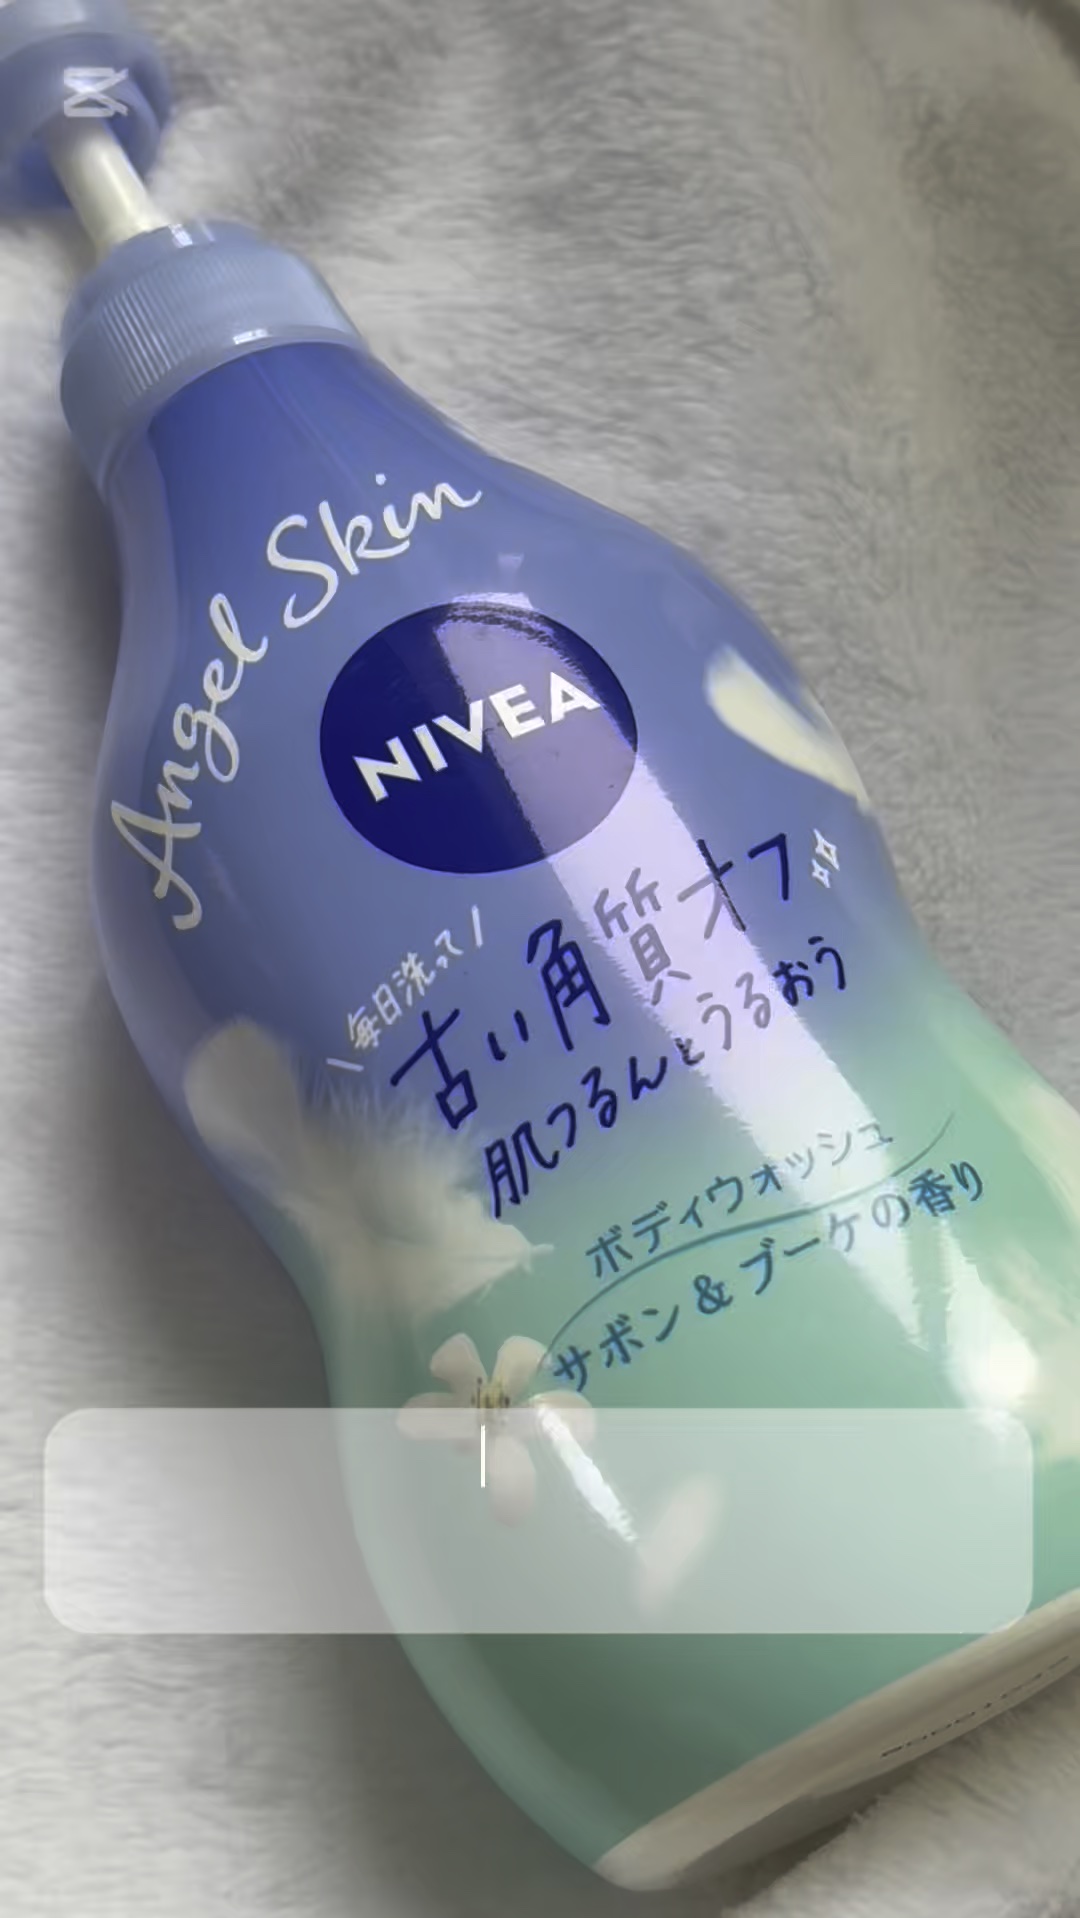 Angel Skin
NIVEA
\ 毎日洗って /
古い角質オフ
肌つるんとうるおう
ボディウォッシュ
サボン & ブーケの香り